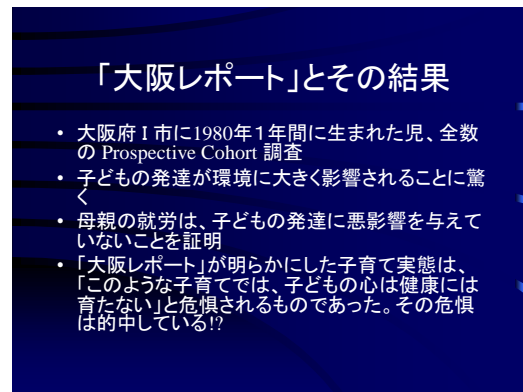 「大阪レポート」とその結果
• 大阪府 I 市に1980年１年間に生まれた児、全数
の Prospective Cohort 調査
• 子どもの発達が環境に大きく影響されることに驚
く
• 母親の就労は、子どもの発達に悪影響を与えて
いないことを証明
• 「大阪レポート」が明らかにした子育て実態は、
「このような子育てでは、子どもの心は健康には
育たない」と危惧されるものであった。その危惧
は的中している!?